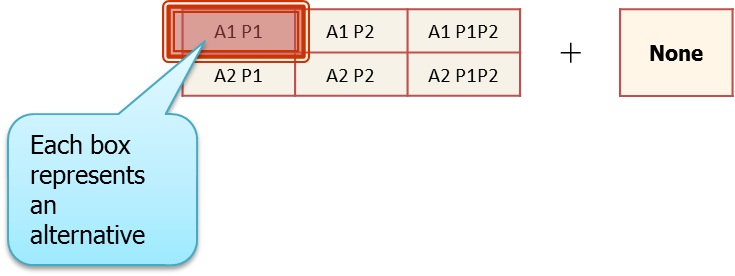 A1 P1 A1 P2 A1 P1P2
A2 P1 A2 P2 A2 P1P2
+
None
Each box
represents
an
alternative